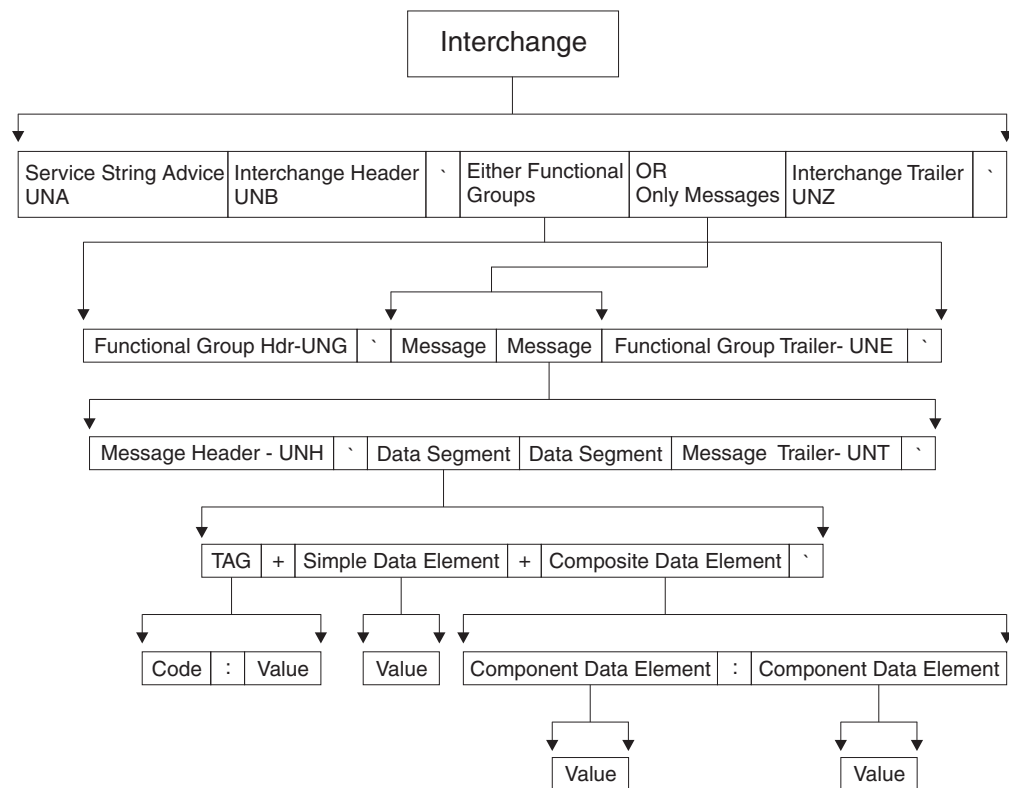 Interchange
Service String Advice UNA
Interchange Header UNB
`
Either Functional Groups
OR Only Messages
Interchange Trailer UNZ
`
Functional Group Hdr-UNG ` Message Message Functional Group Trailer- UNE `
Message Header - UNH ` Data Segment Data Segment Message Trailer- UNT `
TAG + Simple Data Element + Composite Data Element `
Code : Value Value Component Data Element : Component Data Element
Value Value